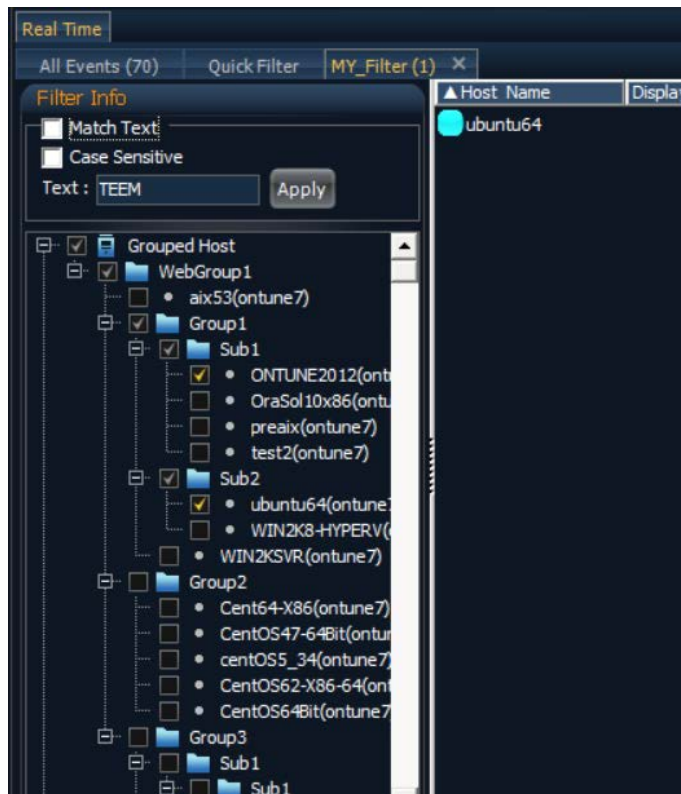 Real Time
All Events (70) Quick Filter MY_Filter (1)
Filter Info
Host Name
Match Text
ubuntu64
Case Sensitive
Text : TEEM Apply
Grouped Host
WebGroup1
aix53(ontune7)
Group1
Sub1
ONTUNE2012(ont
OraSol10x86(ontu
preaix(ontune7)
test2(ontune7)
Sub2
ubuntu64(ontune
WIN2K8-HYPERV(
WIN2KSVR(ontune7)
Group2
Cent64-X86(ontune7)
CentOS47-64Bit(ontun
centOS5_34(ontune7)
CentOS62-X86-64(ont
CentOS64Bit(ontune7
Group3
Sub1
Sub1